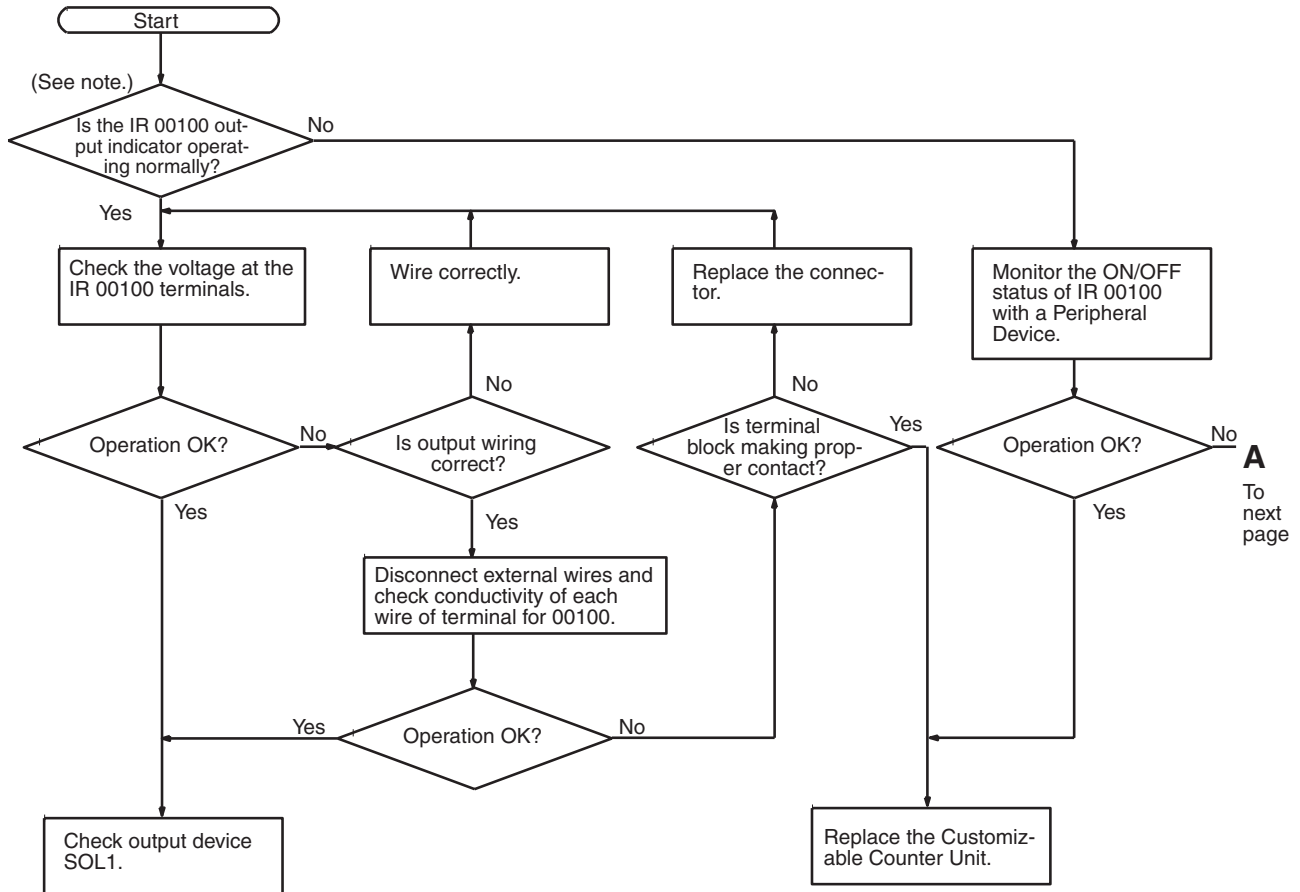 Start
(See note.)
Is the IR 00100 out-
put indicator operat-
ing normally?
No
Yes
Check the voltage at the
IR 00100 terminals.
Wire correctly.
Replace the connec-
tor.
Monitor the ON/OFF
status of IR 00100
with a Peripheral
Device.
No
No
Operation OK?
No
Is output wiring
correct?
Is terminal
block making prop-
er contact?
Yes
Operation OK?
No
A
To
next
page
Yes
Yes
Yes
Disconnect external wires and
check conductivity of each
wire of terminal for 00100.
Yes
Operation OK?
No
Check output device
SOL1.
Replace the Customiz-
able Counter Unit.